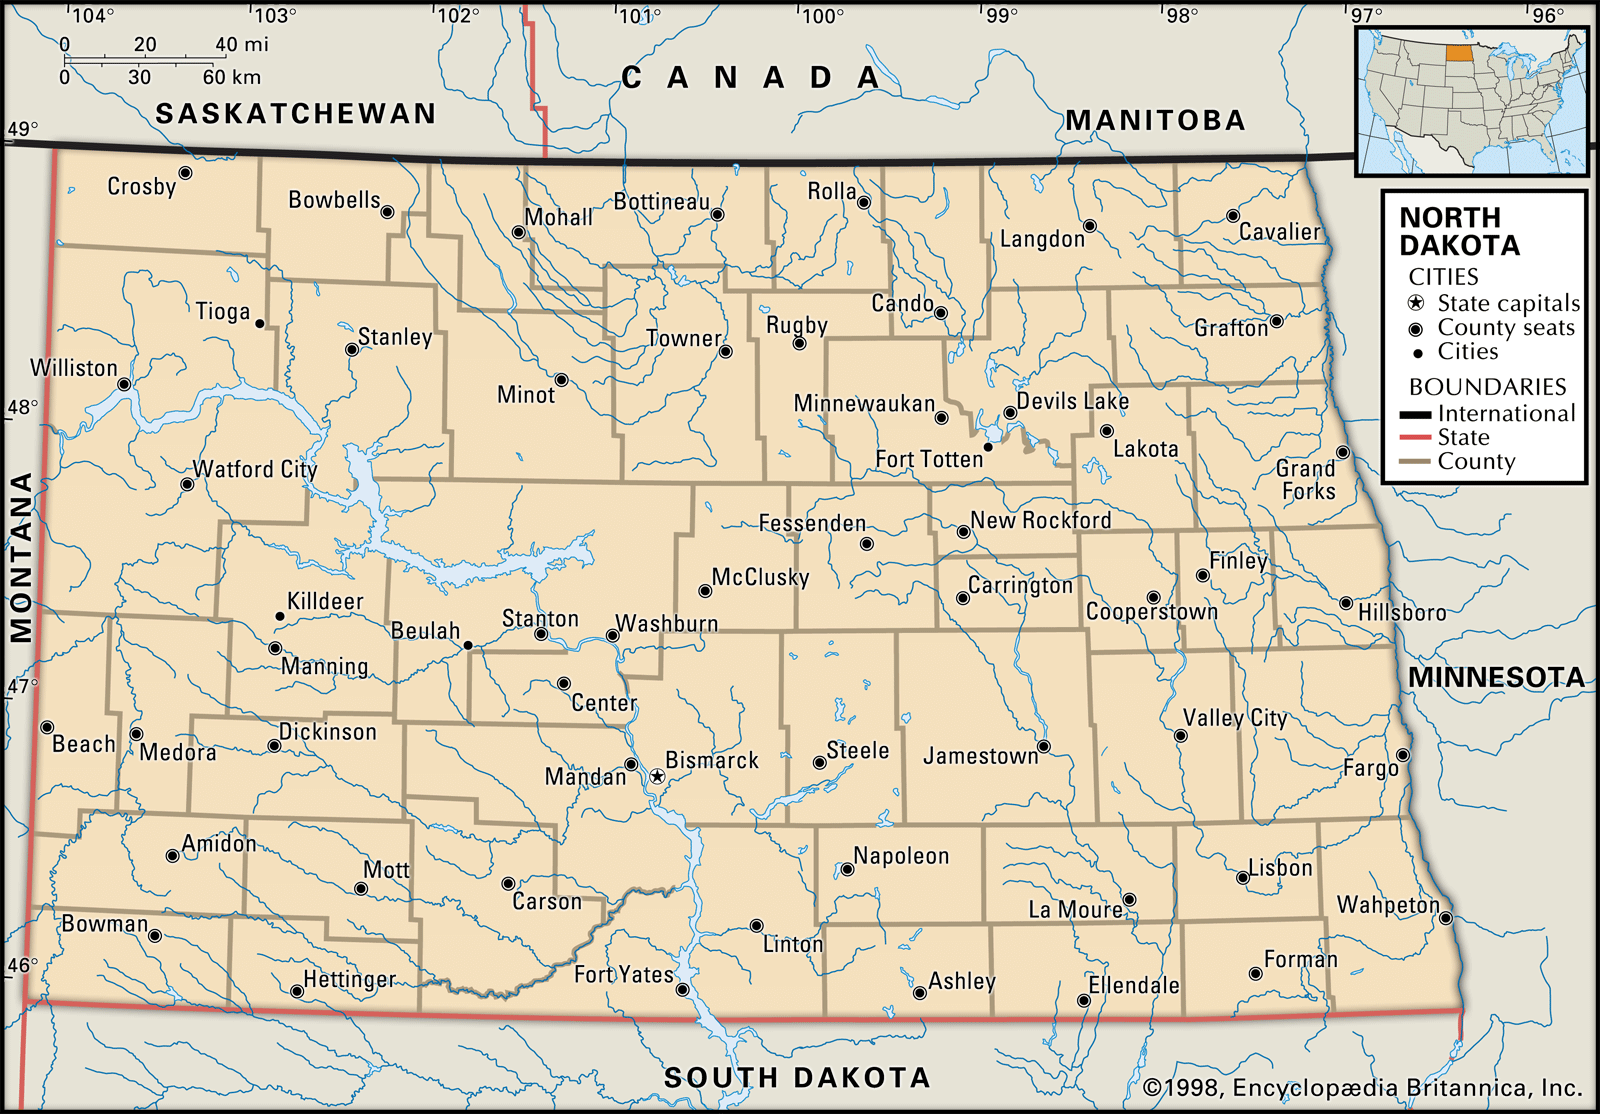 104°
103°
102°
101°
100°
99°
98°
97°
96°
0 20 40 mi
0 30 60 km
CANADA
SASKATCHEWAN
MANITOBA
49°
Crosby
Bowbells
Mohall
Bottineau
Rolla
Langdon
Cavalier
NORTH
DAKOTA
CITIES
State capitals
County seats
Cities
BOUNDARIES
International
State
County
Tioga
Stanley
Towner
Rugby
Cando
Grafton
Williston
Minot
Minnewaukan
Devils Lake
48°
Lakota
Fort Totten
Watford City
Grand
Forks
MONTANA
Fessenden
New Rockford
Finley
McClusky
Carrington
Cooperstown
Hillsboro
Killdeer
Beulah
Stanton
Washburn
Manning
47°
MINNESOTA
Center
Beach
Medora
Dickinson
Valley City
Mandan
Bismarck
Steele
Jamestown
Fargo
Amidon
Mott
Napoleon
Lisbon
Carson
La Moure
Wahpeton
Bowman
Linton
46°
Hettinger
Fort Yates
Ashley
Ellendale
Forman
SOUTH DAKOTA
©1998, Encyclopædia Britannica, Inc.